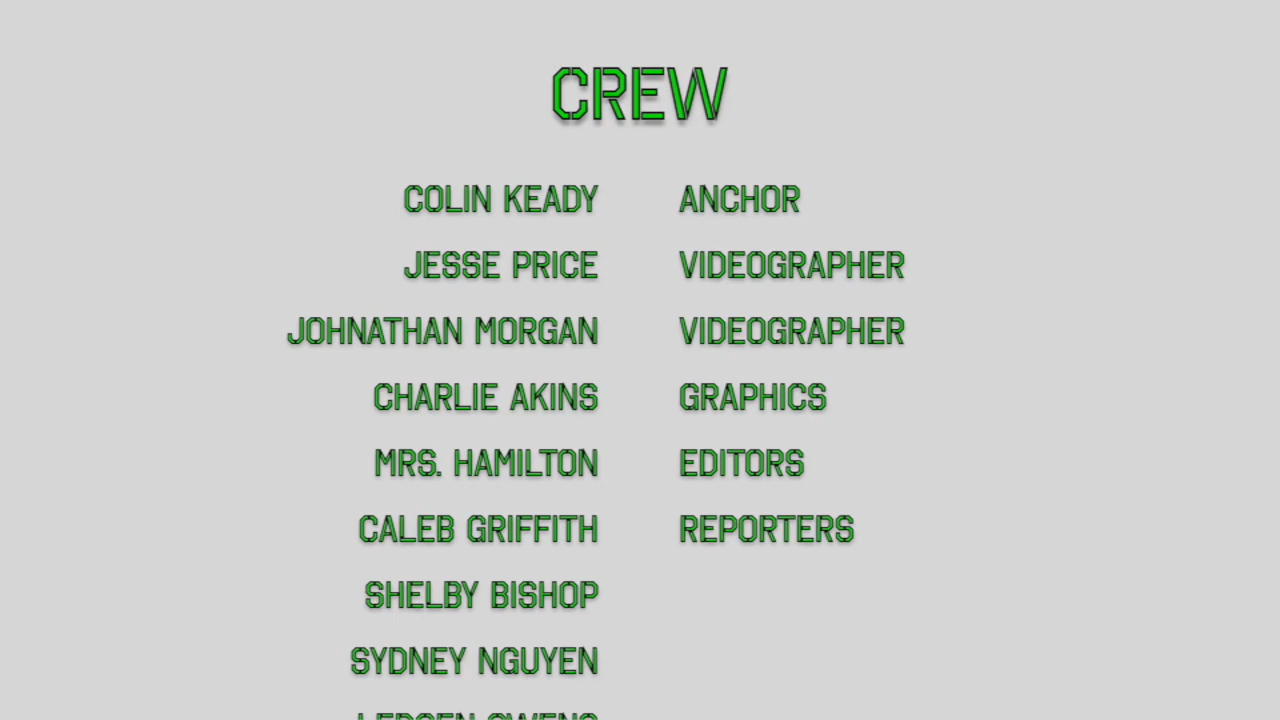 CREW
COLIN KEADY ANCHOR
JESSE PRICE VIDEOGRAPHER
JOHNATHAN MORGAN VIDEOGRAPHER
CHARLIE AKINS GRAPHICS
MRS. HAMILTON EDITORS
CALEB GRIFFITH REPORTERS
SHELBY BISHOP
SYDNEY NGUYEN